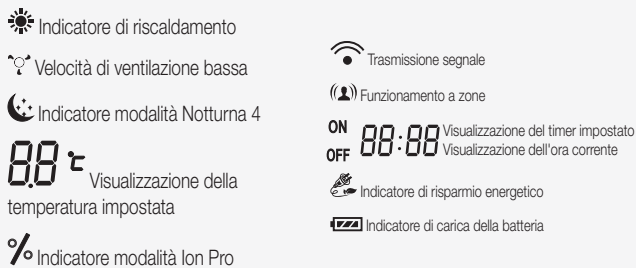 Indicatore di riscaldamento
Velocità di ventilazione bassa
Indicatore modalità Notturna 4
88 °c Visualizzazione della
temperatura impostata
% Indicatore modalità Ion Pro
Trasmissione segnale
Funzionamento a zone
ON 88:88 Visualizzazione del timer impostato
OFF Visualizzazione dell'ora corrente
Indicatore di risparmio energetico
Indicatore di carica della batteria